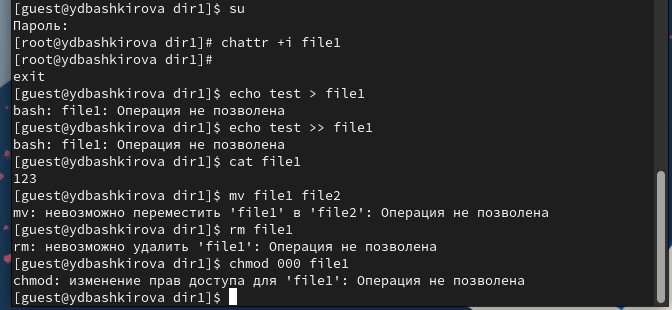 [guest@ydbashkirova dir1]$ su
Пароль:
[root@ydbashkirova dir1]# chattr +i file1
[root@ydbashkirova dir1]#
exit
[guest@ydbashkirova dir1]$ echo test > file1
bash: file1: Операция не позволена
[guest@ydbashkirova dir1]$ echo test >> file1
bash: file1: Операция не позволена
[guest@ydbashkirova dir1]$ cat file1
123
[guest@ydbashkirova dir1]$ mv file1 file2
mv: невозможно переместить 'file1' в 'file2': Операция не позволена
[guest@ydbashkirova dir1]$ rm file1
rm: невозможно удалить 'file1': Операция не позволена
[guest@ydbashkirova dir1]$ chmod 000 file1
chmod: изменение прав доступа для 'file1': Операция не позволена
[guest@ydbashkirova dir1]$